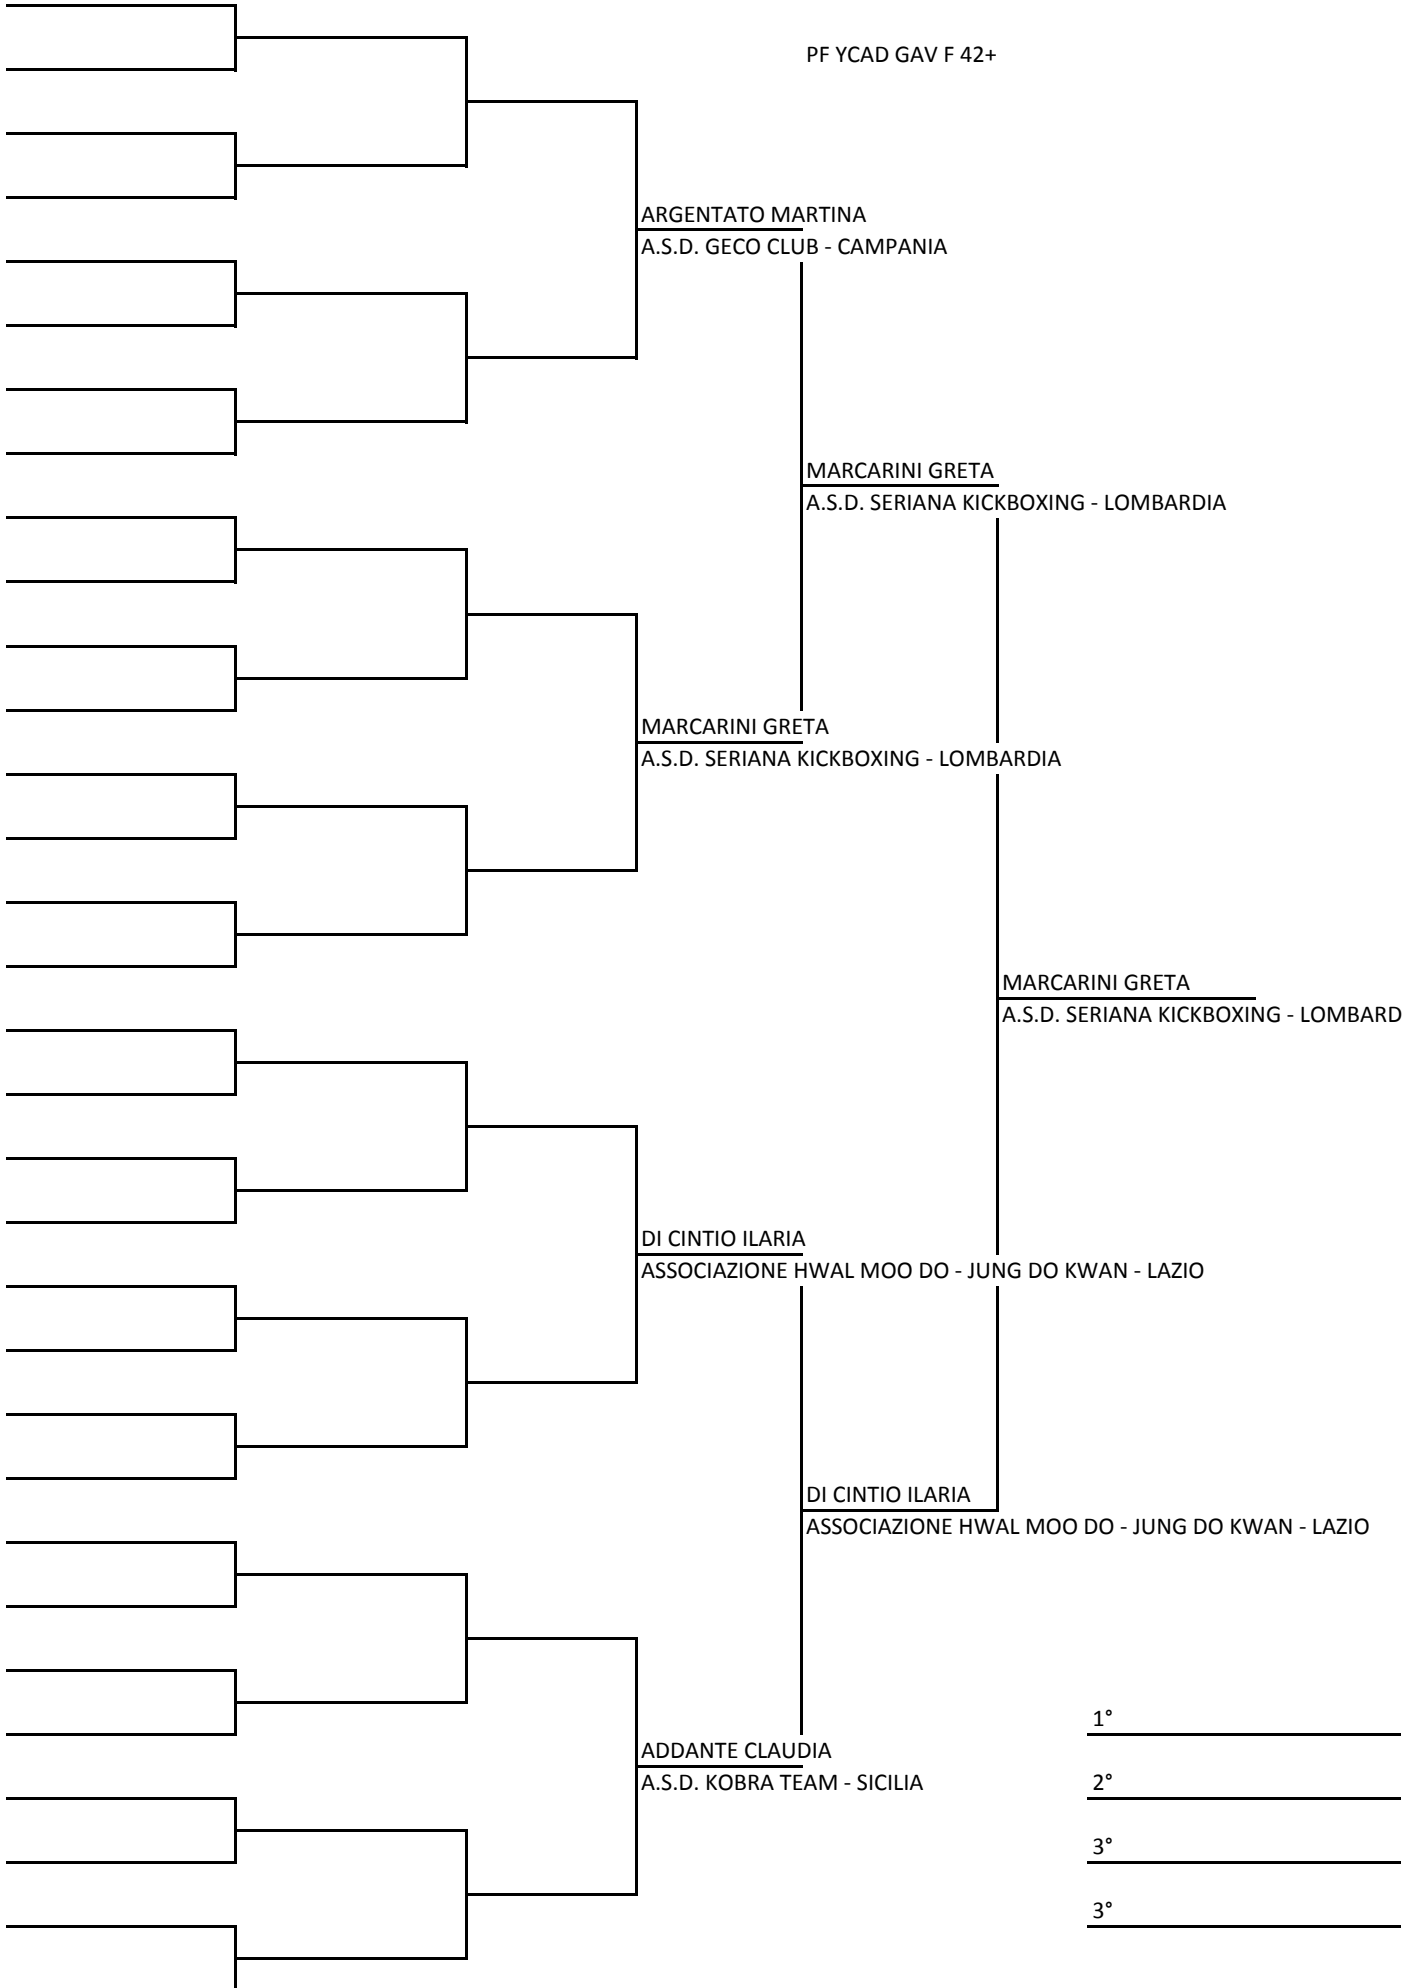 PF YCAD GAV F 42+
ARGENTATO MARTINA
A.S.D. GECO CLUB - CAMPANIA
MARCARINI GRETA
A.S.D. SERIANA KICKBOXING - LOMBARDIA
MARCARINI GRETA
A.S.D. SERIANA KICKBOXING - LOMBARDIA
MARCARINI GRETA
A.S.D. SERIANA KICKBOXING - LOMBARD
DI CINTIO ILARIA
ASSOCIAZIONE HWAL MOO DO - JUNG DO KWAN - LAZIO
DI CINTIO ILARIA
ASSOCIAZIONE HWAL MOO DO - JUNG DO KWAN - LAZIO
1°
ADDANTE CLAUDIA
A.S.D. KOBRA TEAM - SICILIA
2°
3°
3°